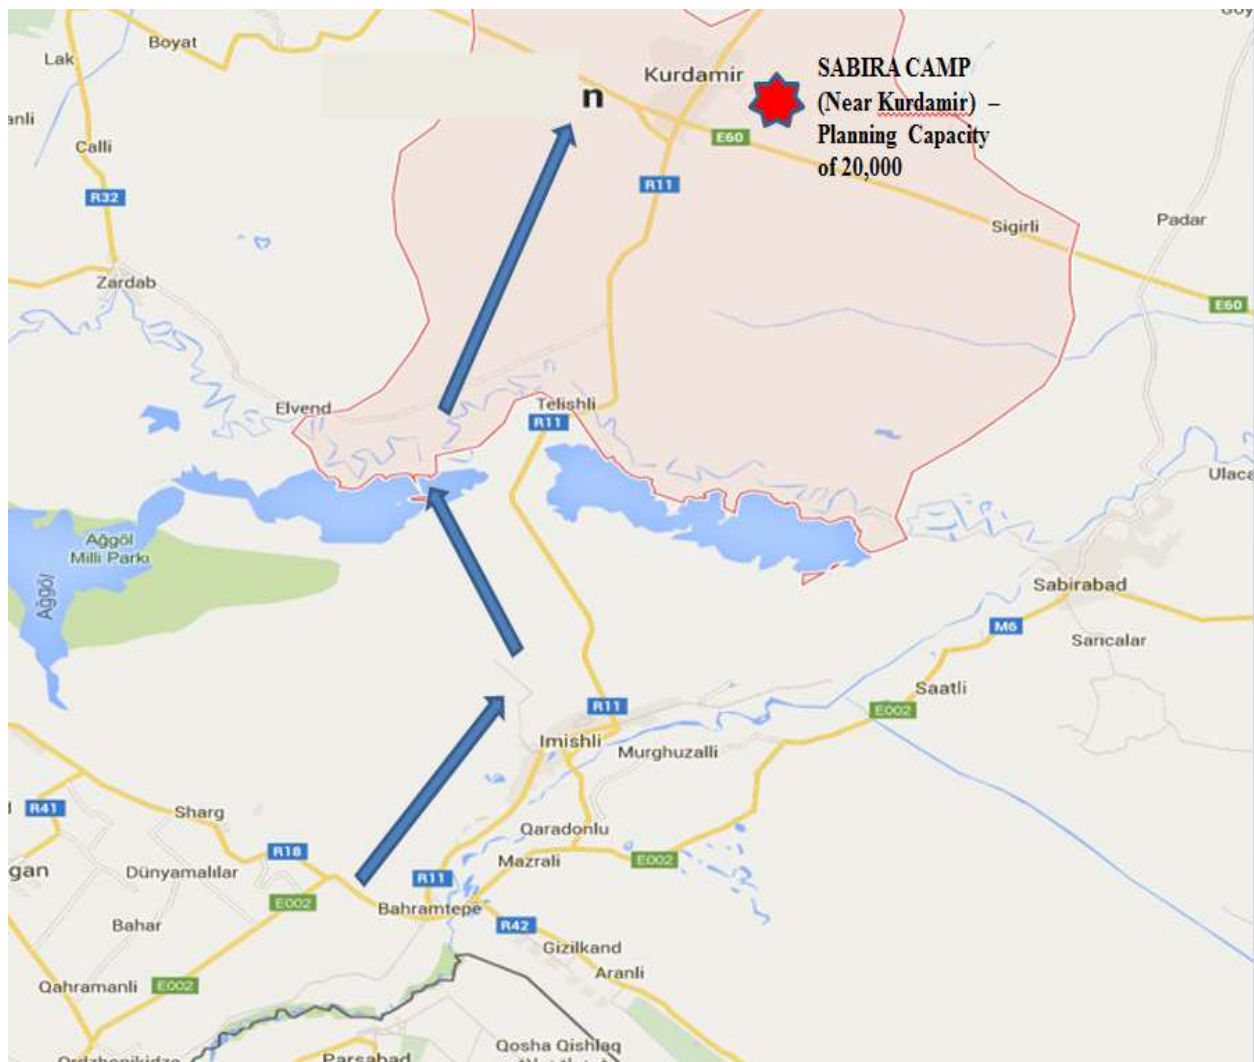 Boyat
Lak
Kurdamir
SABIRA CAMP
(Near Kurdamir) –
Planning Capacity
of 20,000
n
anli
Calli
E60
R11
R32
Padar
Sigirli
Zardab
E60
Elvend
Telishli
R11
Ulaca
Ağgöl
Milli Parkı
Ağgöl
Sabirabad
M6
Sarıcalar
Saatli
R11
E002
Imishli
Murghuzalli
R41
Sharg
Qaradonlu
R18
Mazrali
E002
gan
Dünyamalılar
R11
E002
Bahramtepe
Bahar
R42
Gizilkand
Aranli
Qahramanli
E002
Qosha Qishlaq
Parsabad